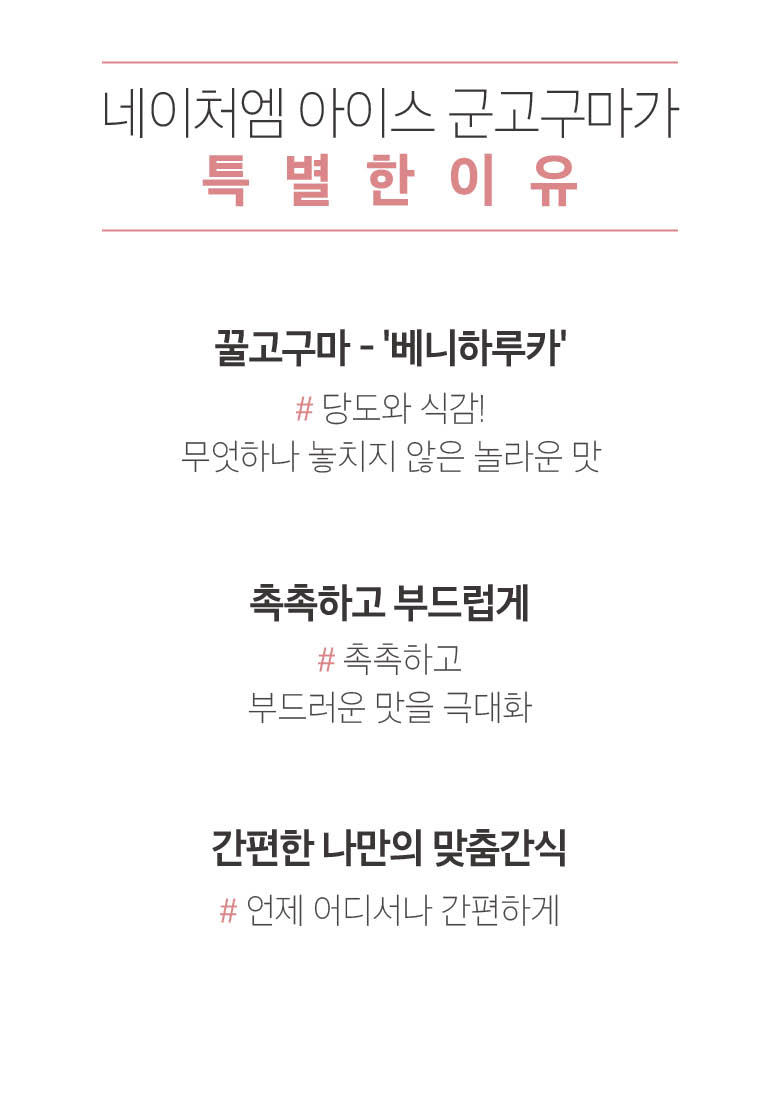 네이처엠 아이스 군고구마가
특별한이유
꿀고구마 - '베니하루카'
# 당도와 식감!
무엇하나 놓치지 않은 놀라운 맛
촉촉하고 부드럽게
# 촉촉하고
부드러운 맛을 극대화
간편한 나만의 맞춤간식
# 언제 어디서나 간편하게